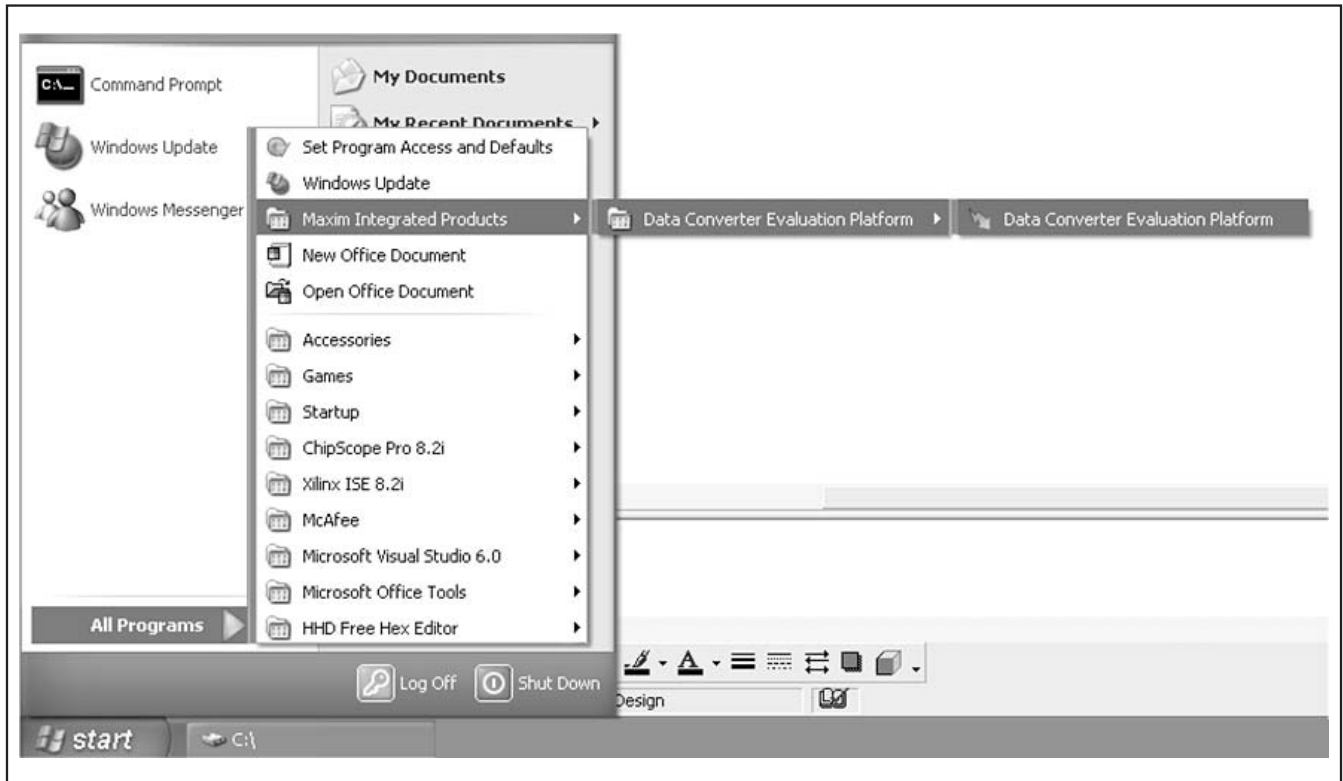 C:\_
Command Prompt
Windows Update
Windows Messenger
My Documents
My Recent Documents
Set Program Access and Defaults
Windows Update
Maxim Integrated Products
Data Converter Evaluation Platform
Data Converter Evaluation Platform
New Office Document
Open Office Document
Accessories
Games
Startup
ChipScope Pro 8.2i
Xilinx ISE 8.2i
McAfee
Microsoft Visual Studio 6.0
Microsoft Office Tools
HHD Free Hex Editor
All Programs
A
Log Off
Shut Down
Design
start
C:\